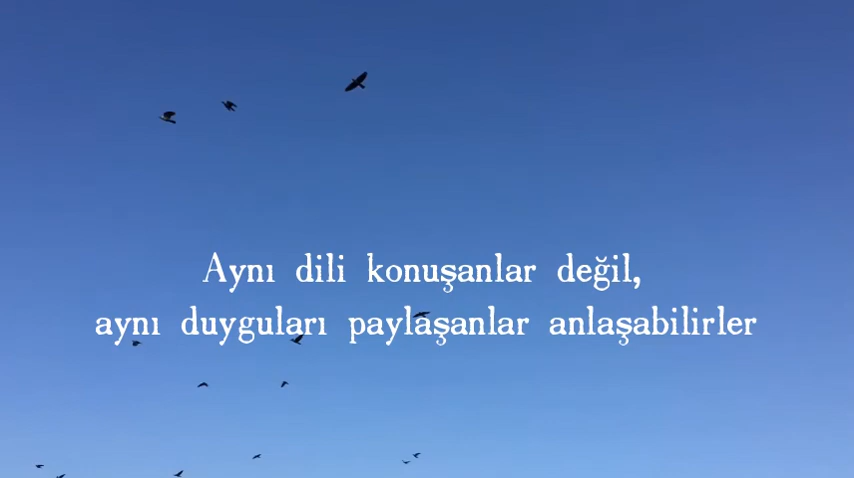 Aynı dili konuşanlar değil,
aynı duyguları paylaşanlar anlaşabilirler